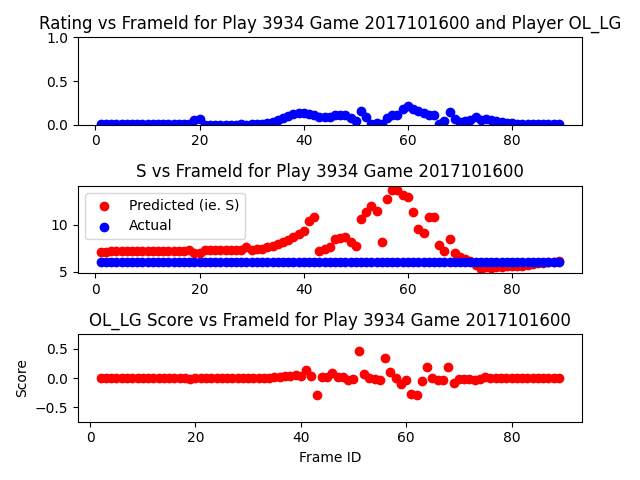 Rating vs FrameId for Play 3934 Game 2017101600 and Player OL_LG
1.0
0.5
0.0
0 20 40 60 80
S vs FrameId for Play 3934 Game 2017101600
Predicted (ie. S)
Actual
10
5
0 20 40 60 80
OL_LG Score vs FrameId for Play 3934 Game 2017101600
Score
0.5
0.0
−0.5
0 20 40 60 80
Frame ID